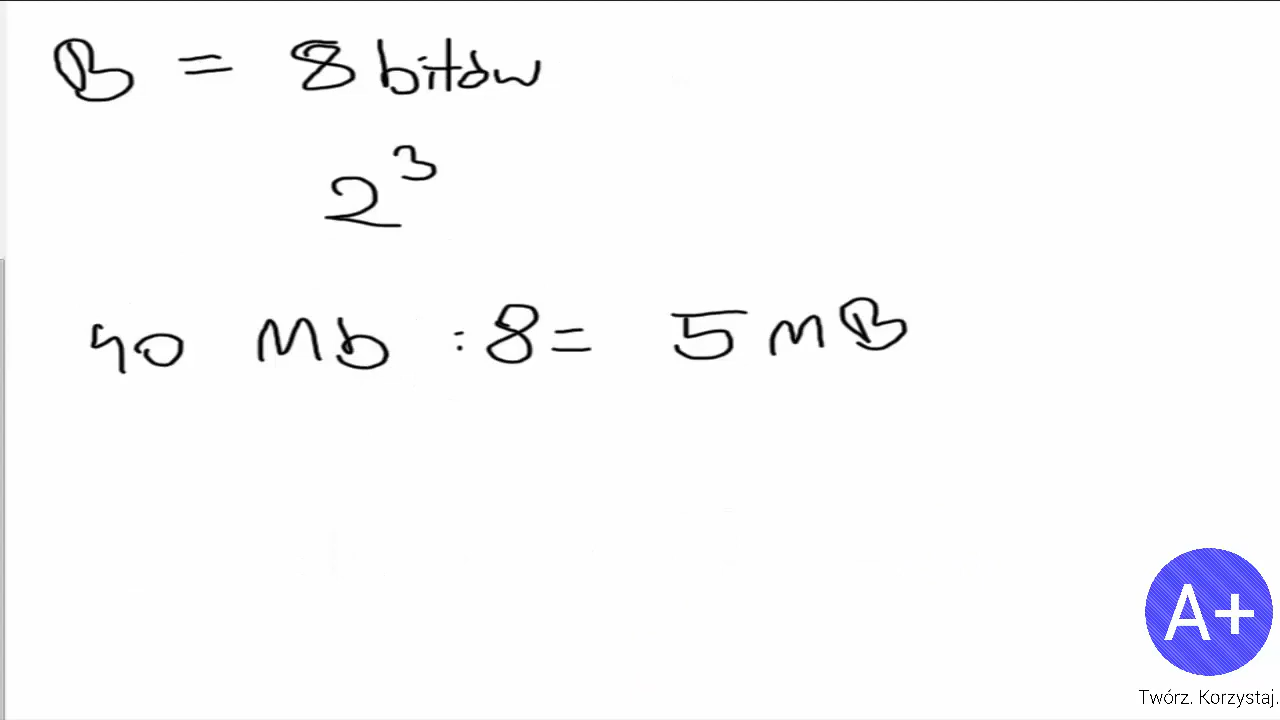 B = 8 bitów
2³
40 Mb : 8 = 5 MB
A+
Twórz. Korzystaj.